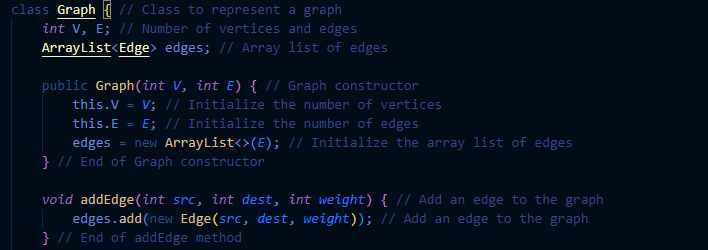 class Graph { // Class to represent a graph
    int V, E; // Number of vertices and edges
    ArrayList<Edge> edges; // Array list of edges

    public Graph(int V, int E) { // Graph constructor
        this.V = V; // Initialize the number of vertices
        this.E = E; // Initialize the number of edges
        edges = new ArrayList<>(E); // Initialize the array list of edges
    } // End of Graph constructor

    void addEdge(int src, int dest, int weight) { // Add an edge to the graph
        edges.add(new Edge(src, dest, weight)); // Add an edge to the graph
    } // End of addEdge method